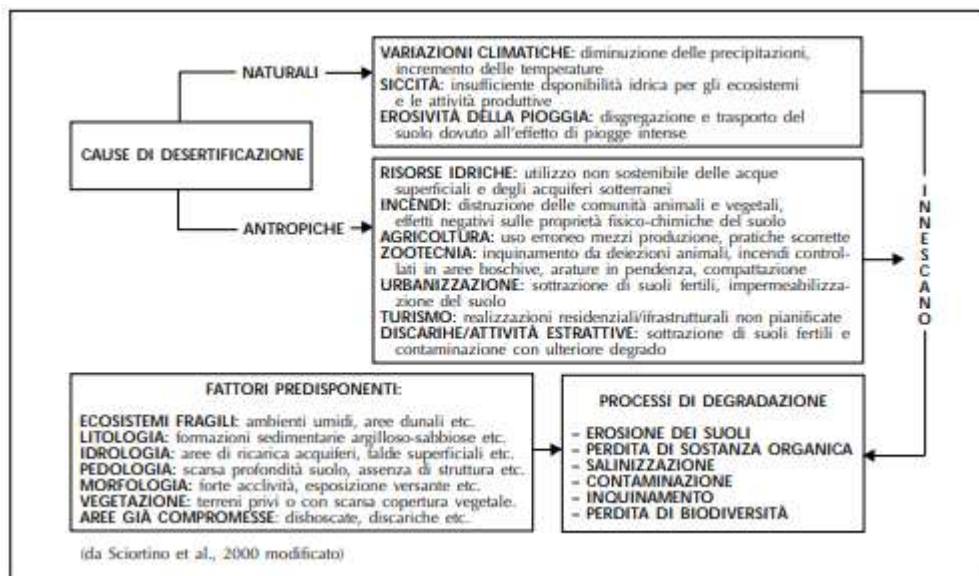 NATURALI
VARIAZIONI CLIMATICHE: diminuzione delle precipitazioni,
incremento delle temperature
SICCITÀ: insufficiente dsponibilità idrica per gli ecosistemi
e le attività produttive
EROSIVITÀ DELLA PIOGGIA: disgregazione e trasporto del
suolo dovuto all'effetto di piogge intense
CAUSE DI DESERTIFICAZIONE
ANTROPICHE
RISORSE IDRICHE: utilizzo non sostenibile delle acque
superficiali e degli acquiferi sotterranei
INCENDI: distruzione delle comunità animali e vegetali,
effetti negativi sulle proprietà fisico-chimiche del suolo
AGRICOLTURA: uso erroneo mezzi produzione, pratiche scorrette
ZOOTECNIA: inquinamento da deiezioni animali, incendi control-
lati in aree boschive, arature in pendenza, compattazione
URBANIZZAZIONE: sottrazione di suoli fertili, impermeabilizza-
zione del suolo
TURISMO: realizzazioni residenziali/ifrastrutturali non pianificate
DISCARIHE/ATTIVITÀ ESTRATTIVE: sottrazione di suoli fertili e
contaminazione con ulteriore degrado
INNESCANO
FATTORI PREDISPONENTI:
ECOSISTEMI FRAGILI: ambienti umidi, aree dunali etc.
LITOLOGIA: formazioni sedimentarie argilloso-sabbiose etc.
IDROLOGIA: aree di ricarica acquiferi, falde superficiali etc.
PEDOLOGIA: scarsa profondità suolo, assenza di struttura etc.
MORFOLOGIA: forte acclività, esposizione versante etc.
VEGETAZIONE: terreni privi o con scarsa copertura vegetale.
AREE GIÀ COMPROMESSE: disboscate, discariche etc.
PROCESSI DI DEGRADAZIONE
– EROSIONE DEI SUOLI
– PERDITA DI SOSTANZA ORGANICA
– SALINIZZAZIONE
– CONTAMINAZIONE
– INQUINAMENTO
– PERDITA DI BIODIVERSITÀ
(da Sciortino et al., 2000 modificato)